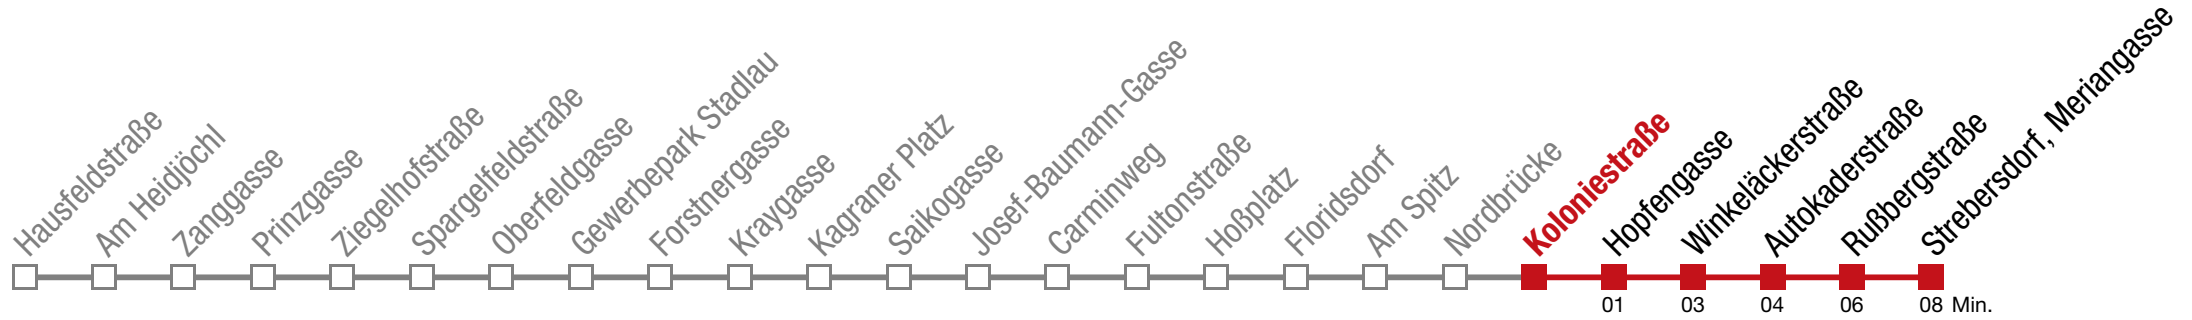 Hausfeldstraße
Am Heidjöchl
Zanggasse
Prinzgasse
Ziegelhofstraße
Spargelfeldstraße
Oberfeldgasse
Gewerbepark Stadlau
Forstnergasse
Kraygasse
Kagraner Platz
Saikogasse
Josef-Baumann-Gasse
Carminweg
Fultonstraße
Hoßplatz
Floridsdorf
Am Spitz
Nordbrücke
Koloniestraße
Hopfengasse
Winkeläckerstraße
Autokaderstraße
Rußbergstraße
Strebersdorf, Meriangasse
01 03 04 06 08 Min.